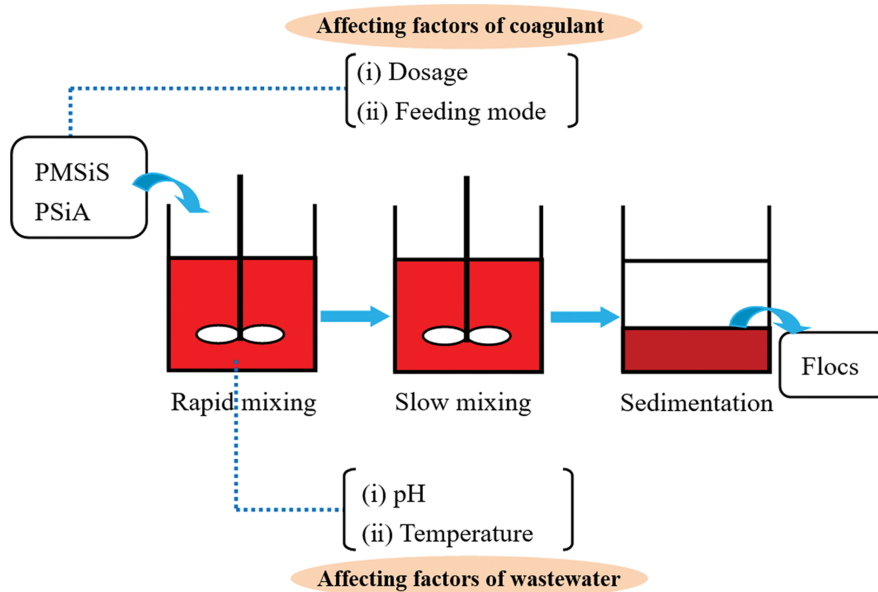 Affecting factors of coagulant
(i) Dosage
(ii) Feeding mode
PMSiS
PSiA
Rapid mixing
Slow mixing
Sedimentation
Flocs
(i) pH
(ii) Temperature
Affecting factors of wastewater